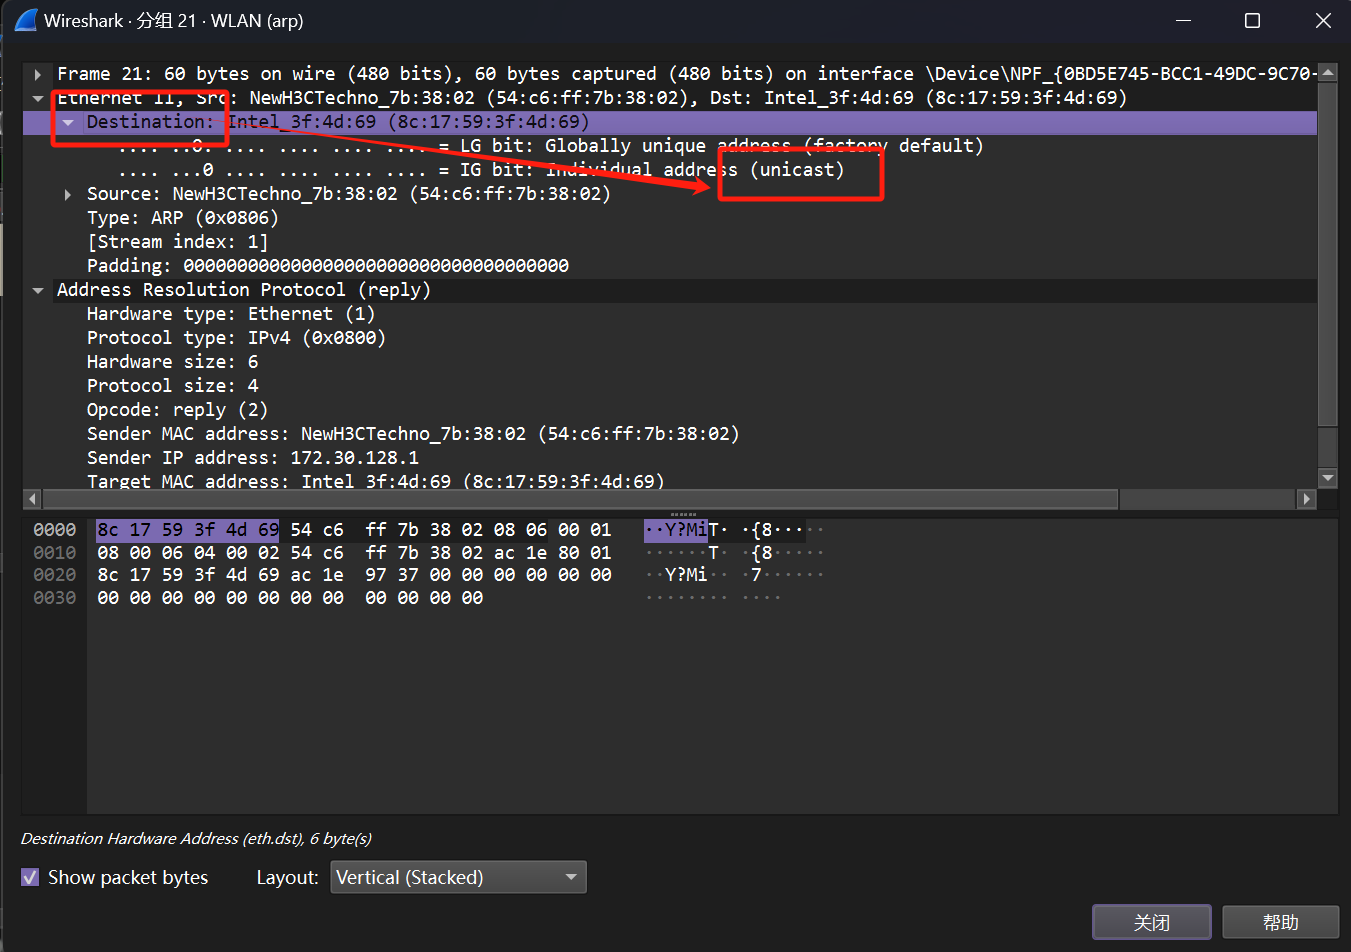 Wireshark · 分组 21 · WLAN (arp)
Frame 21: 60 bytes on wire (480 bits), 60 bytes captured (480 bits) on interface \Device\NPF_{0BD5E745-BCC1-49DC-9C70-
Ethernet II, Src: NewH3CTechno_7b:38:02 (54:c6:ff:7b:38:02), Dst: Intel_3f:4d:69 (8c:17:59:3f:4d:69)
Destination: Intel_3f:4d:69 (8c:17:59:3f:4d:69)
.... ..0. .... .... .... .... = LG bit: Globally unique address (factory default)
.... ...0 .... .... .... .... = IG bit: Individual address (unicast)
Source: NewH3CTechno_7b:38:02 (54:c6:ff:7b:38:02)
Type: ARP (0x0806)
[Stream index: 1]
Padding: 000000000000000000000000000000000000
Address Resolution Protocol (reply)
Hardware type: Ethernet (1)
Protocol type: IPv4 (0x0800)
Hardware size: 6
Protocol size: 4
Opcode: reply (2)
Sender MAC address: NewH3CTechno_7b:38:02 (54:c6:ff:7b:38:02)
Sender IP address: 172.30.128.1
Target MAC address: Intel_3f:4d:69 (8c:17:59:3f:4d:69)
0000 8c 17 59 3f 4d 69 54 c6 ff 7b 38 02 08 06 00 01 ··Y?MiT· ·{8·····
0010 08 00 06 04 00 02 54 c6 ff 7b 38 02 ac 1e 80 01 ······T· ·{8·····
0020 8c 17 59 3f 4d 69 ac 1e 97 37 00 00 00 00 00 00 ··Y?Mi·· ·7······
0030 00 00 00 00 00 00 00 00 00 00 00 00 ········ ····
Destination Hardware Address (eth.dst), 6 byte(s)
Show packet bytes Layout: Vertical (Stacked)
关闭 帮助